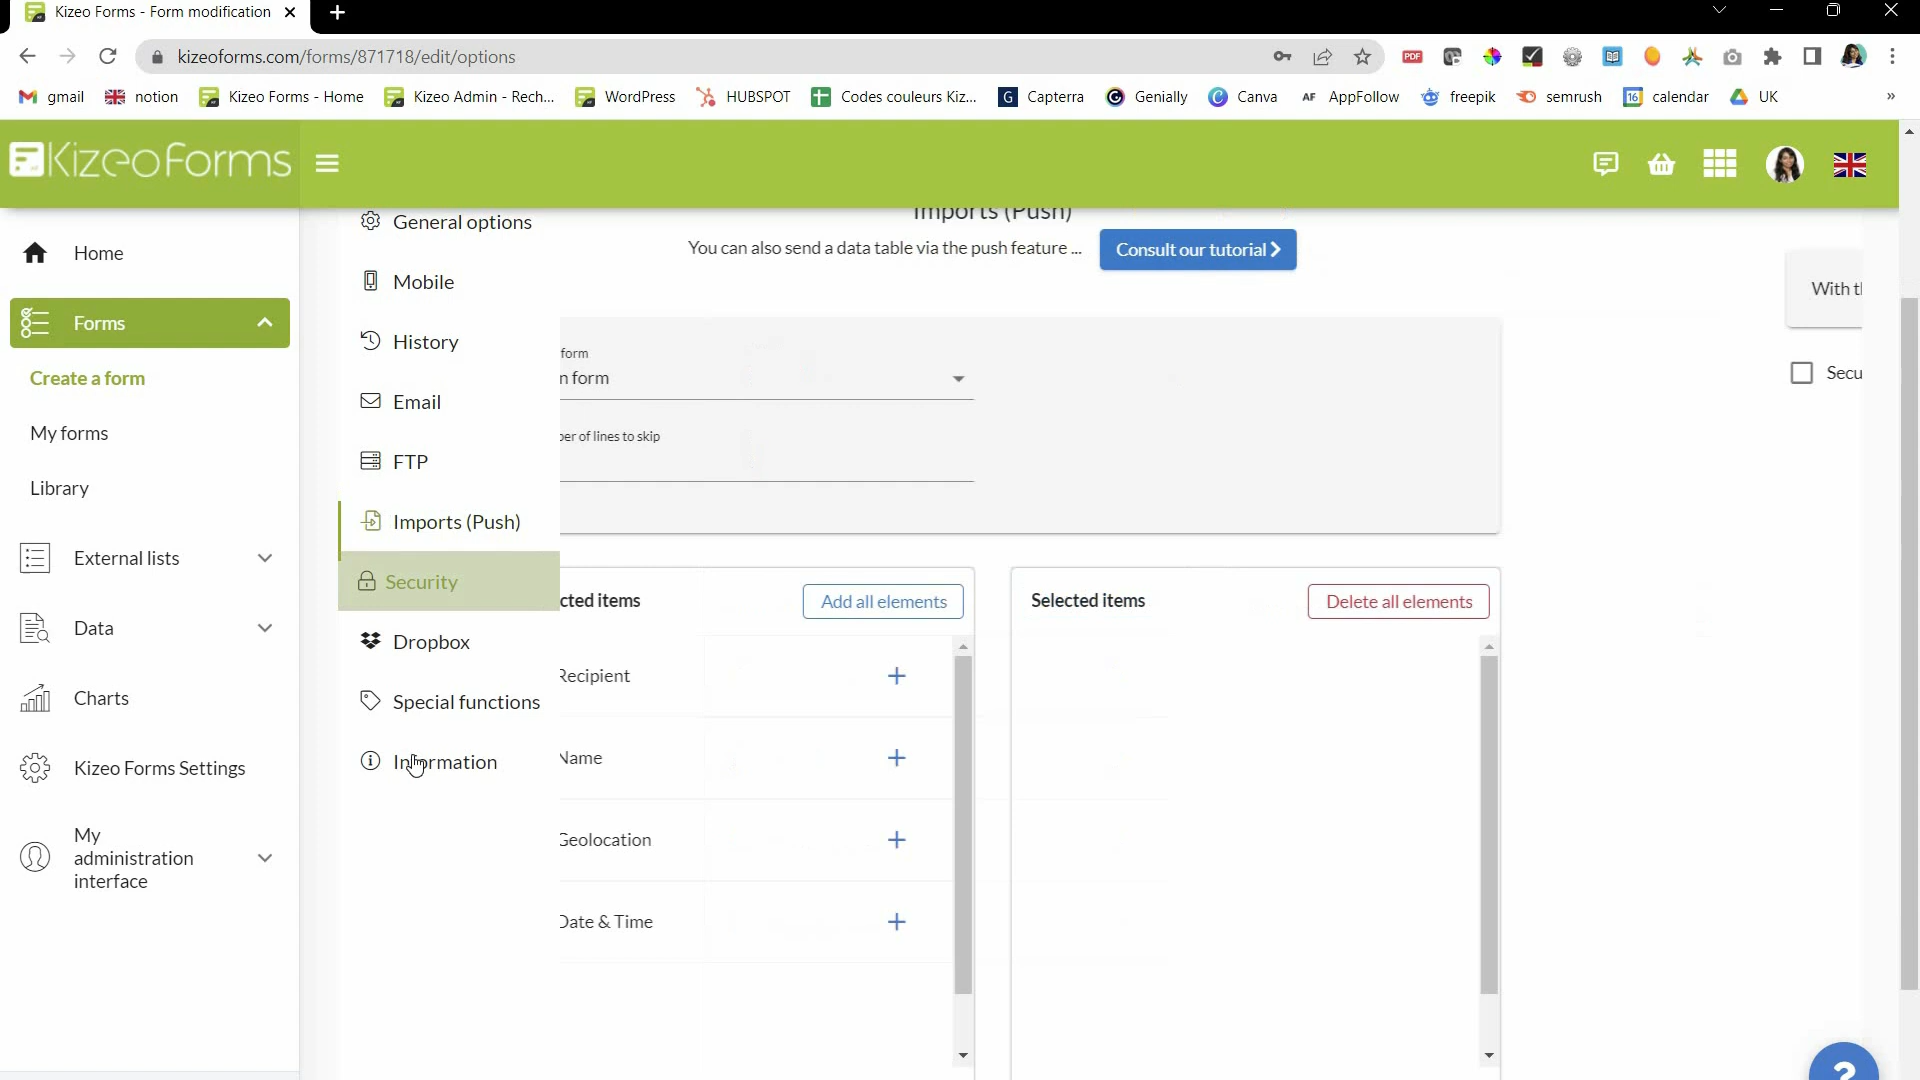 Kizeo Forms - Form modification
kizeoforms.com/forms/871718/edit/options
PDF
gmail
notion
Kizeo Forms - Home
Kizeo Admin - Rech...
WordPress
HUBSPOT
Codes couleurs Kiz...
G Capterra
Genially
Canva
AF AppFollow
freepik
semrush
16 calendar
UK
»
KizeoForms
Home
Forms
Create a form
My forms
Library
External lists
Data
Charts
Kizeo Forms Settings
My
administration
interface
General options
Mobile
History
Email
FTP
Imports (Push)
Security
Dropbox
Special functions
Information
Imports (Push)
You can also send a data table via the push feature ...
Consult our tutorial
form
n form
ber of lines to skip
cted items
Add all elements
Recipient
Name
Geolocation
Date & Time
Selected items
Delete all elements
With t
Secu
?